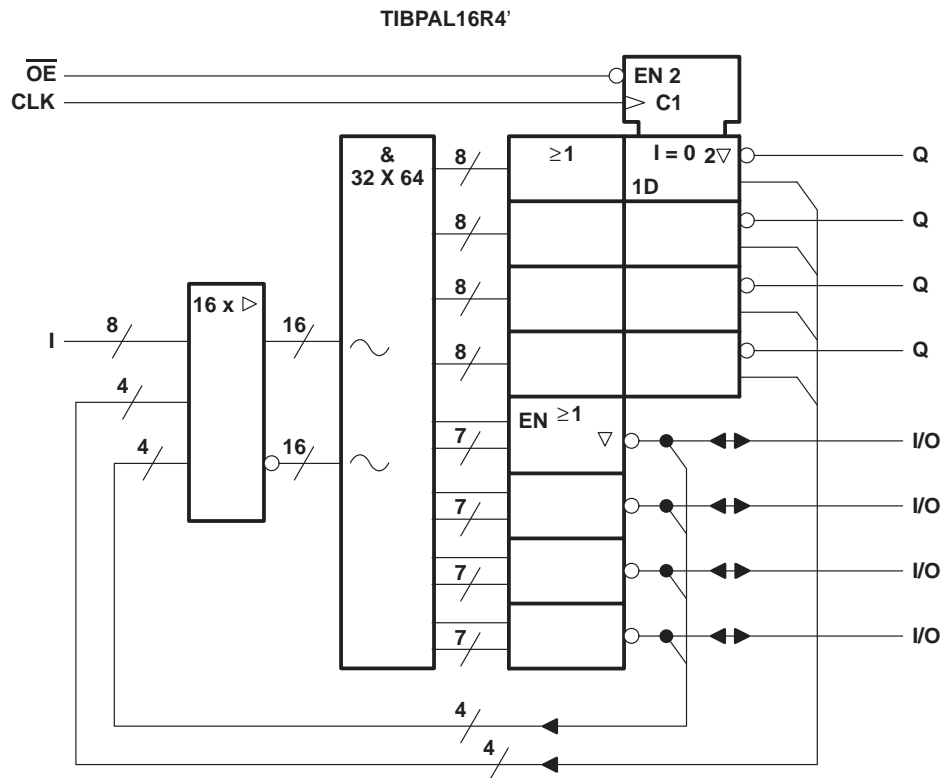 TIBPAL16R4’
OE
EN 2
CLK
C1
&
32 X 64
8
≥1
I = 0 2▽
Q
1D
8
Q
8
Q
16 x ▷
I
8
16
8
Q
4
EN ≥1
▽
7
I/O
4
16
7
I/O
7
I/O
7
I/O
4
4